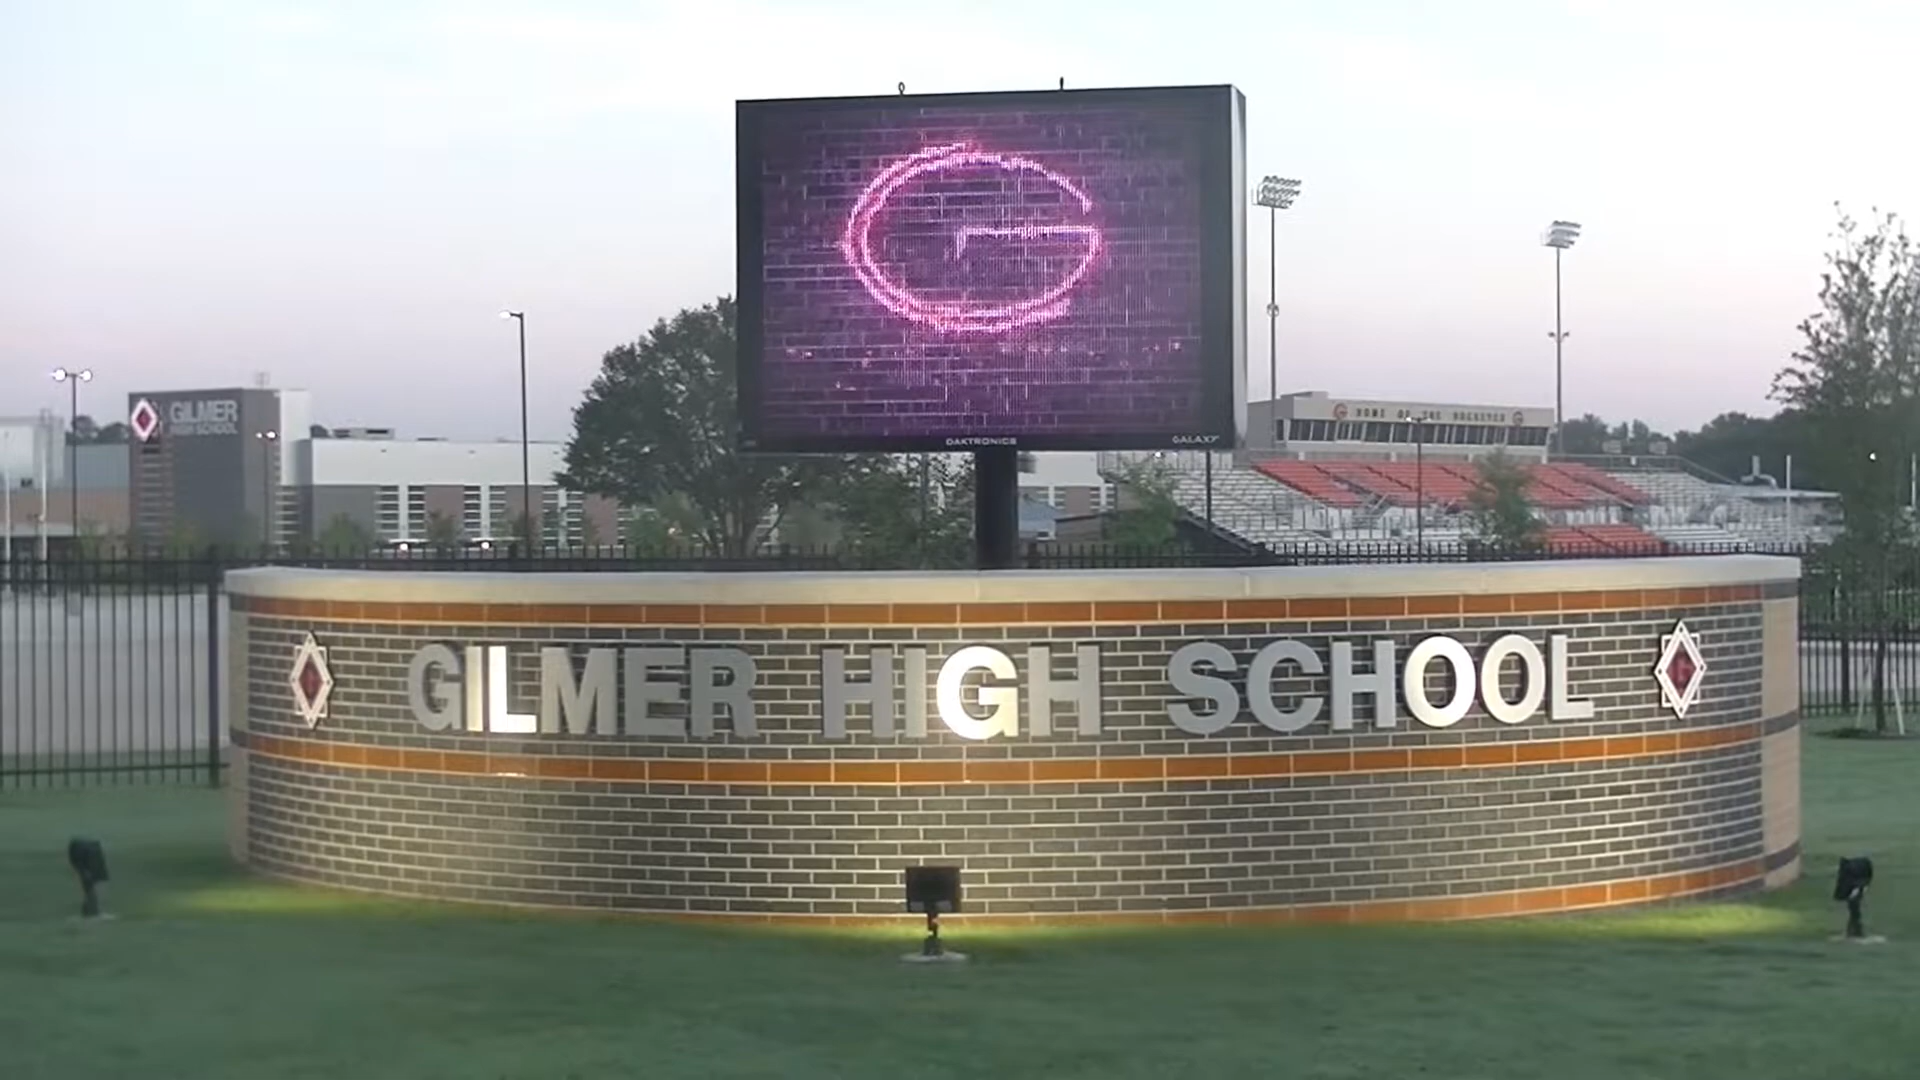 G
DAKTRONICS GALAXY
GILMER
HIGH SCHOOL
HOME OF THE BUCKEYES
GILMER HIGH SCHOOL